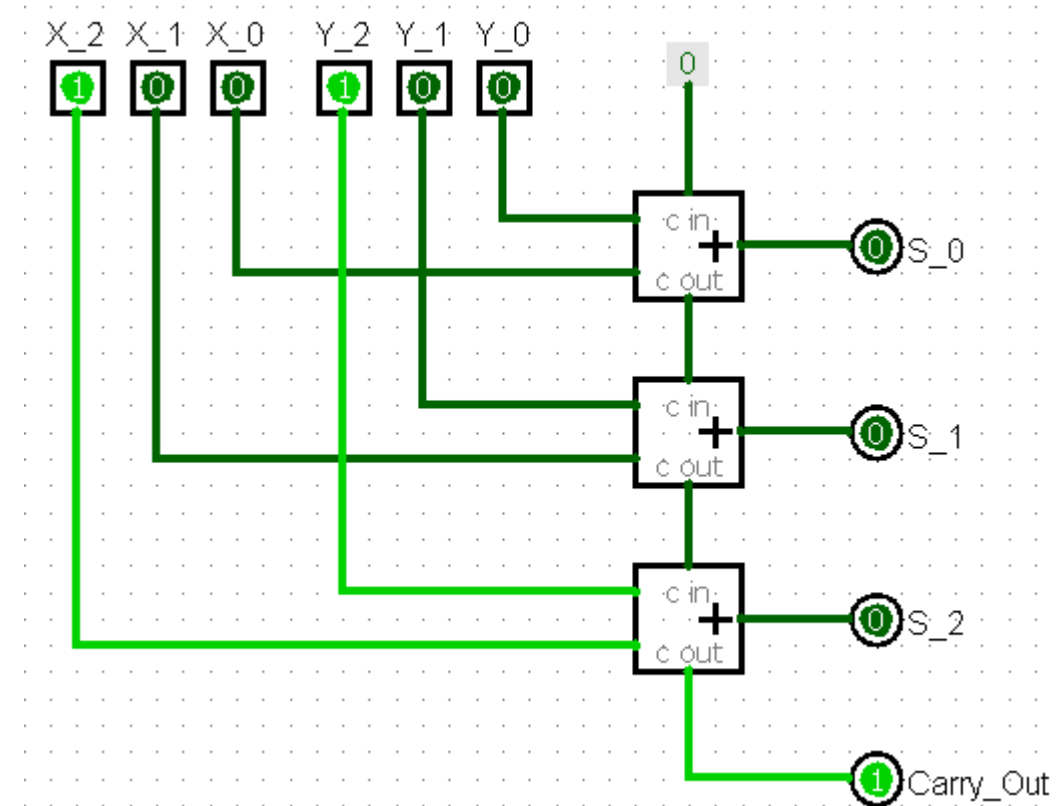 X_2 X_1 X_0 Y_2 Y_1 Y_0
1 0 0 1 0 0
0
c in
+
c out
0 S_0
c in
+
c out
0 S_1
c in
+
c out
0 S_2
1 Carry_Out